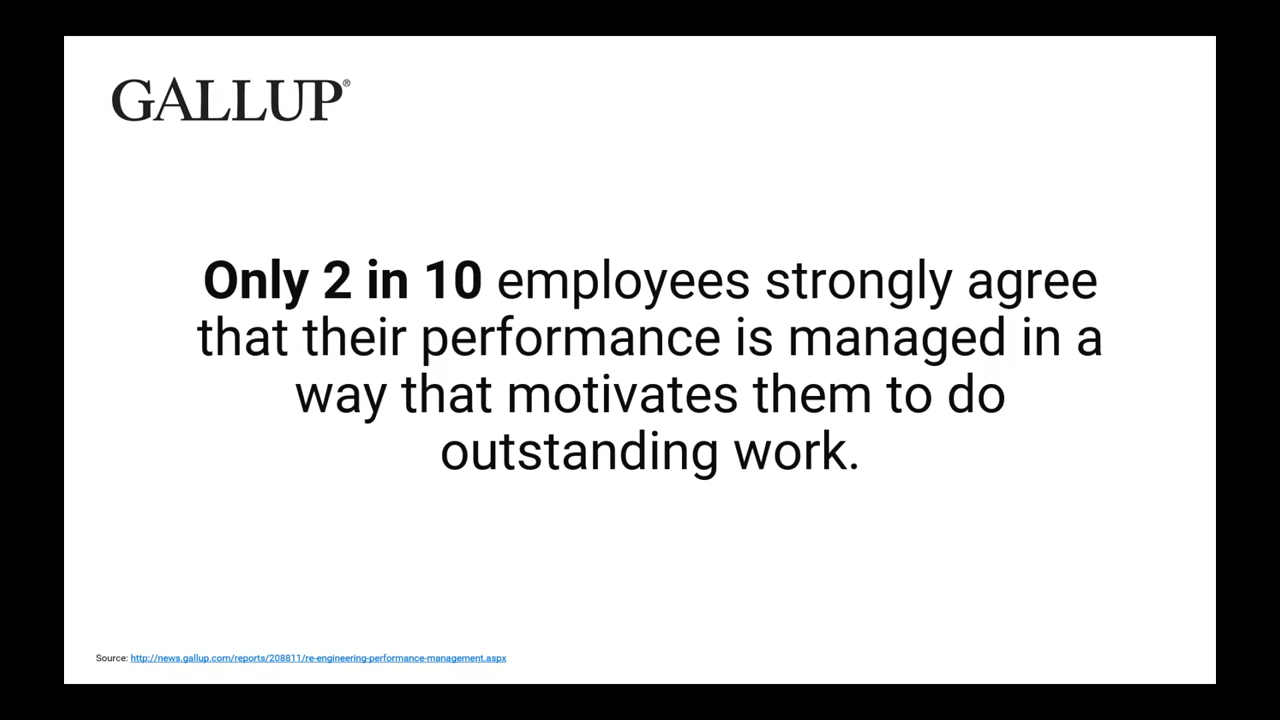 GALLUP®
Only 2 in 10 employees strongly agree
that their performance is managed in a
way that motivates them to do
outstanding work.
Source: http://news.gallup.com/reports/208811/re-engineering-performance-management.aspx